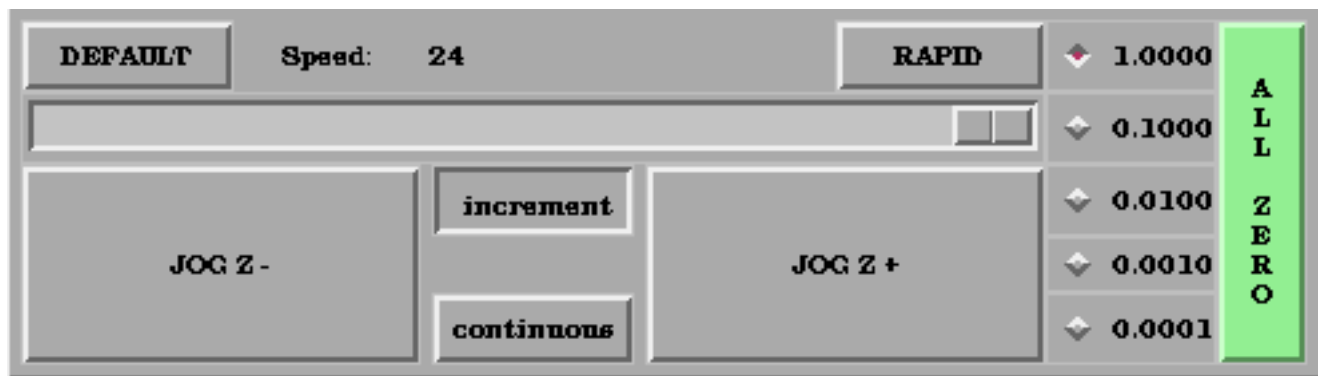 DEFAULT Speed: 24 RAPID 1.0000
0.1000
increment 0.0100
JOG Z - JOG Z + 0.0010
continuous 0.0001
ALL ZERO